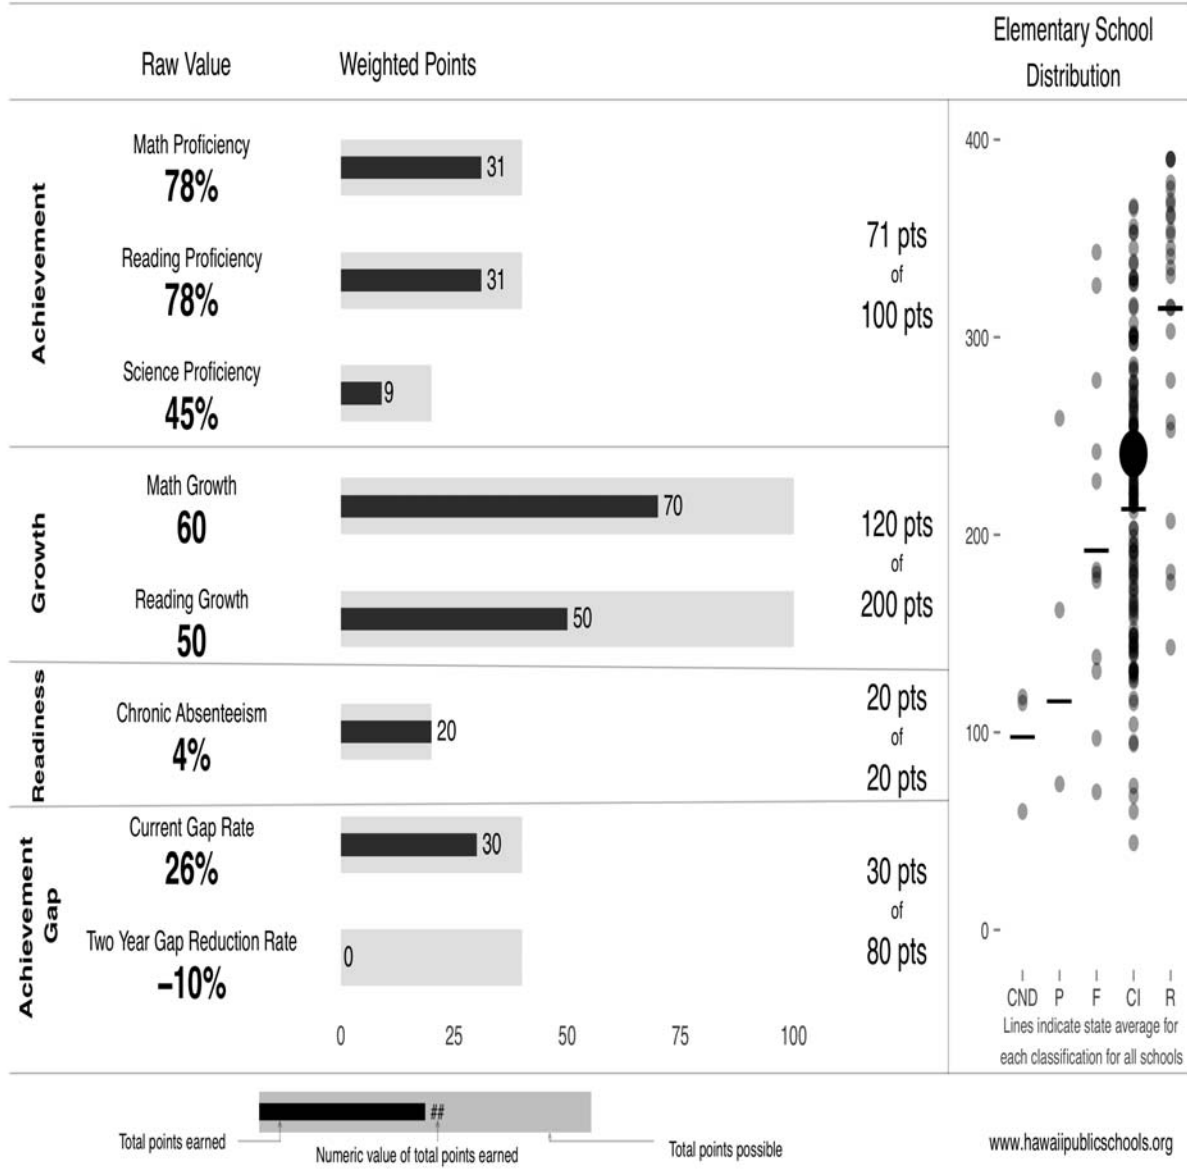 Raw Value
Weighted Points
Elementary School
Distribution
Achievement
Math Proficiency
78%
31
Reading Proficiency
78%
31
Science Proficiency
45%
9
71 pts
of
100 pts
Growth
Math Growth
60
70
Reading Growth
50
50
120 pts
of
200 pts
Readiness
Chronic Absenteeism
4%
20
20 pts
of
20 pts
Achievement
Gap
Current Gap Rate
26%
30
Two Year Gap Reduction Rate
–10%
0
30 pts
of
80 pts
0 25 50 75 100
400
300
200
100
0
CND P F CI R
Lines indicate state average for
each classification for all schools
##
Total points earned
Numeric value of total points earned
Total points possible
www.hawaiipublicschools.org